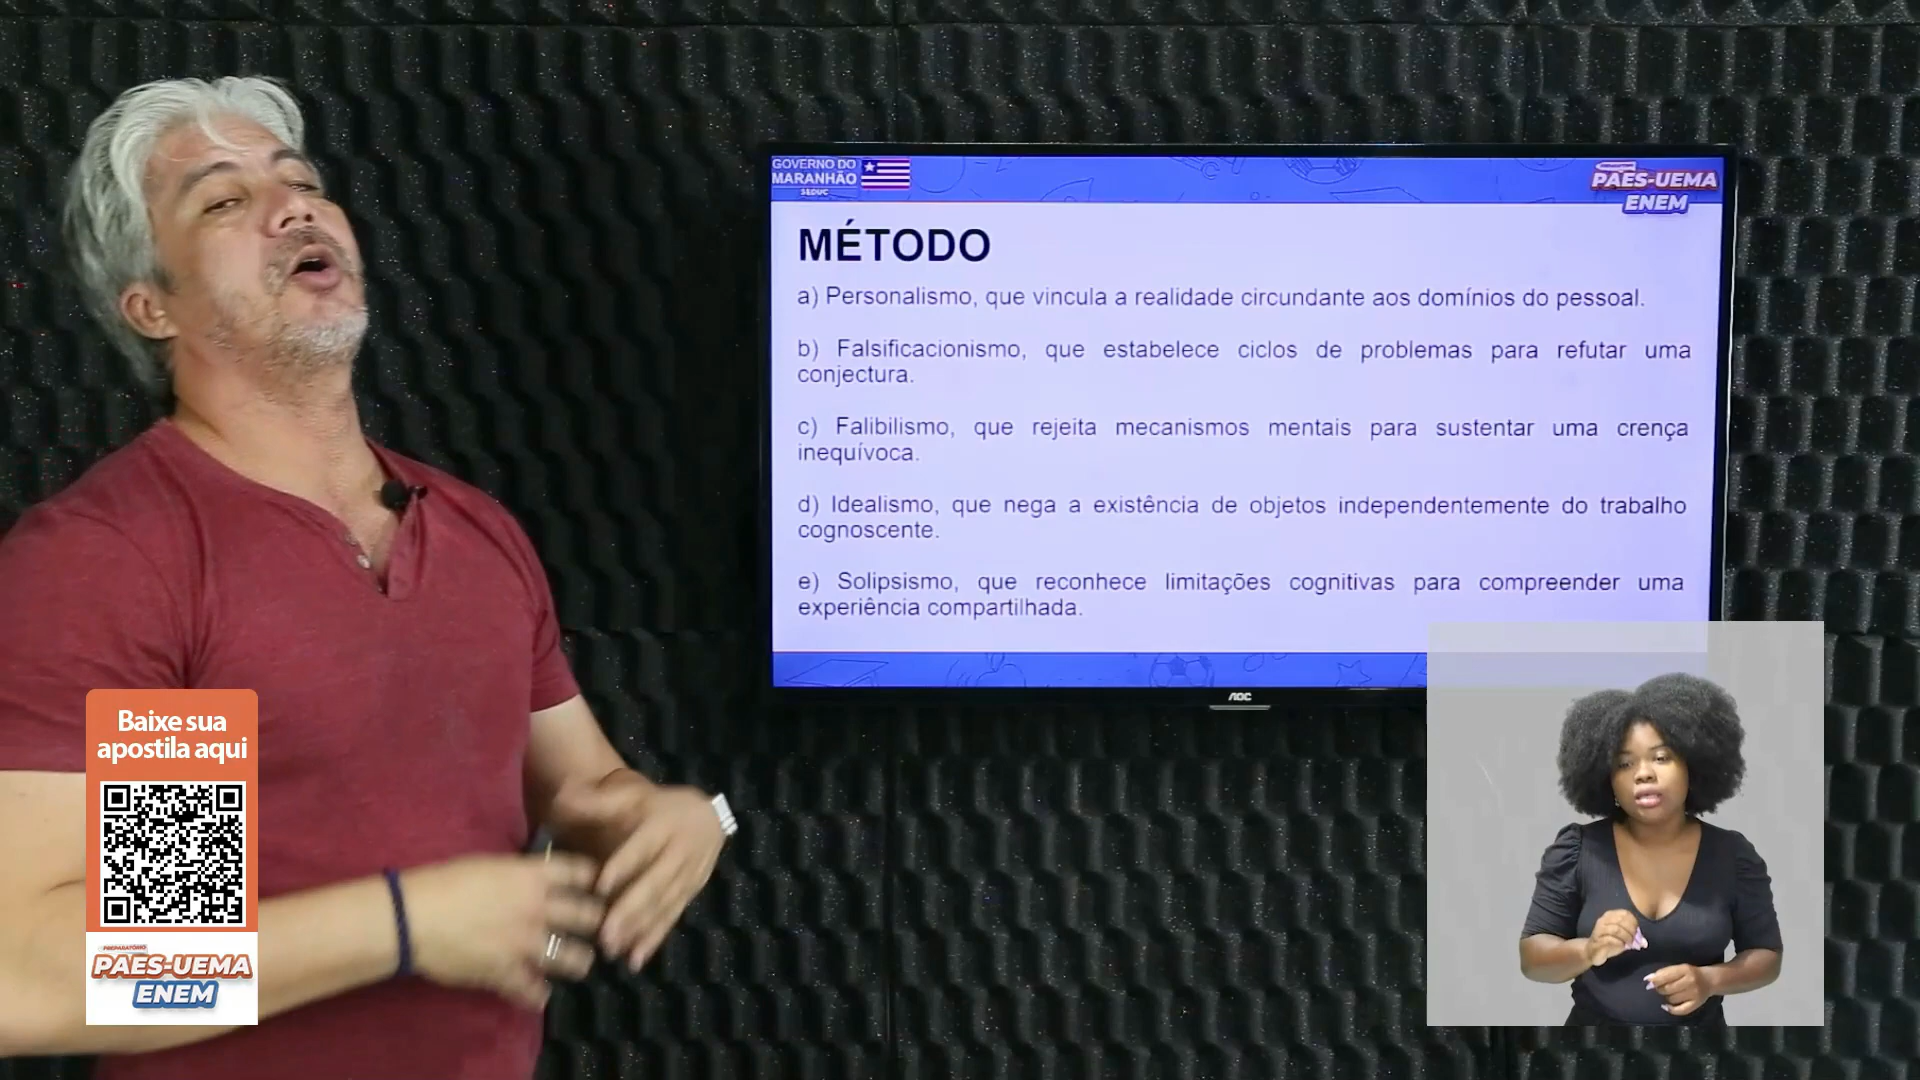 GOVERNO DO
MARANHÃO
SEDUC
PAES-UEMA
ENEM
MÉTODO
a) Personalismo, que vincula a realidade circundante aos domínios do pessoal.
b) Falsificacionismo, que estabelece ciclos de problemas para refutar uma
conjectura.
c) Falibilismo, que rejeita mecanismos mentais para sustentar uma crença
inequívoca.
d) Idealismo, que nega a existência de objetos independentemente do trabalho
cognoscente.
e) Solipsismo, que reconhece limitações cognitivas para compreender uma
experiência compartilhada.
AOC
Baixe sua
apostila aqui
PREPARATÓRIO
PAES-UEMA
ENEM